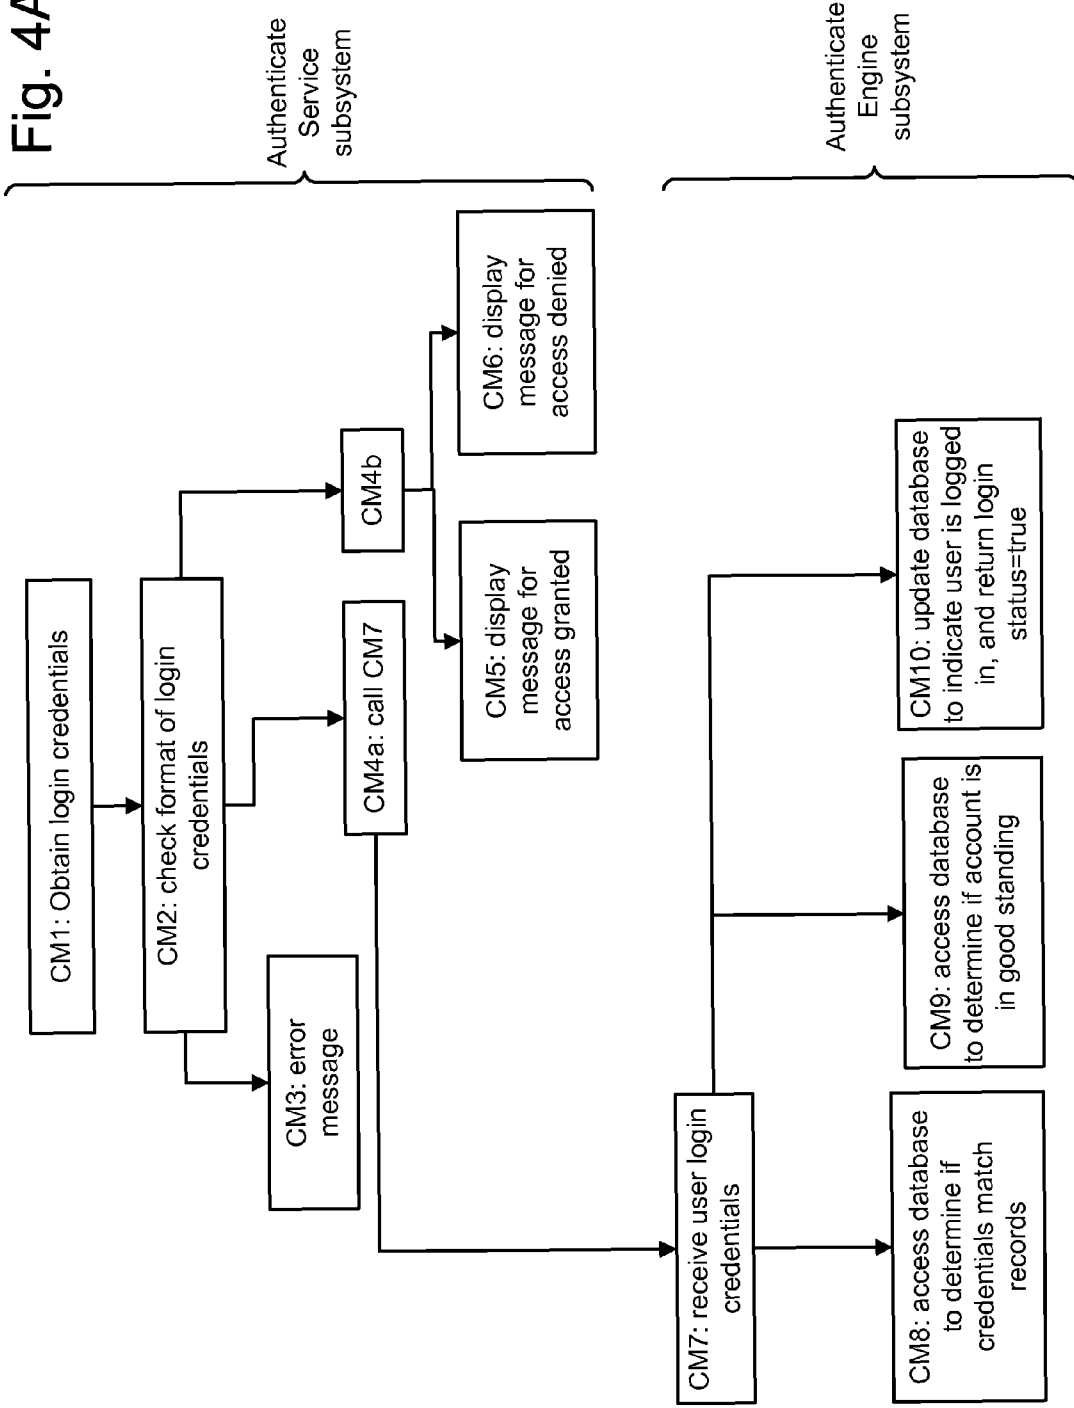 Fig. 4A
CM1: Obtain login credentials
CM2: check format of login
credentials
CM3: error
message
CM4a: call CM7
CM4b
CM5: display
message for
access granted
CM6: display
message for
access denied
Authenticate
Service
subsystem
CM7: receive user login
credentials
CM8: access database
to determine if
credentials match
records
CM9: access database
to determine if account is
in good standing
CM10: update database
to indicate user is logged
in, and return login
status=true
Authenticate
Engine
subsystem